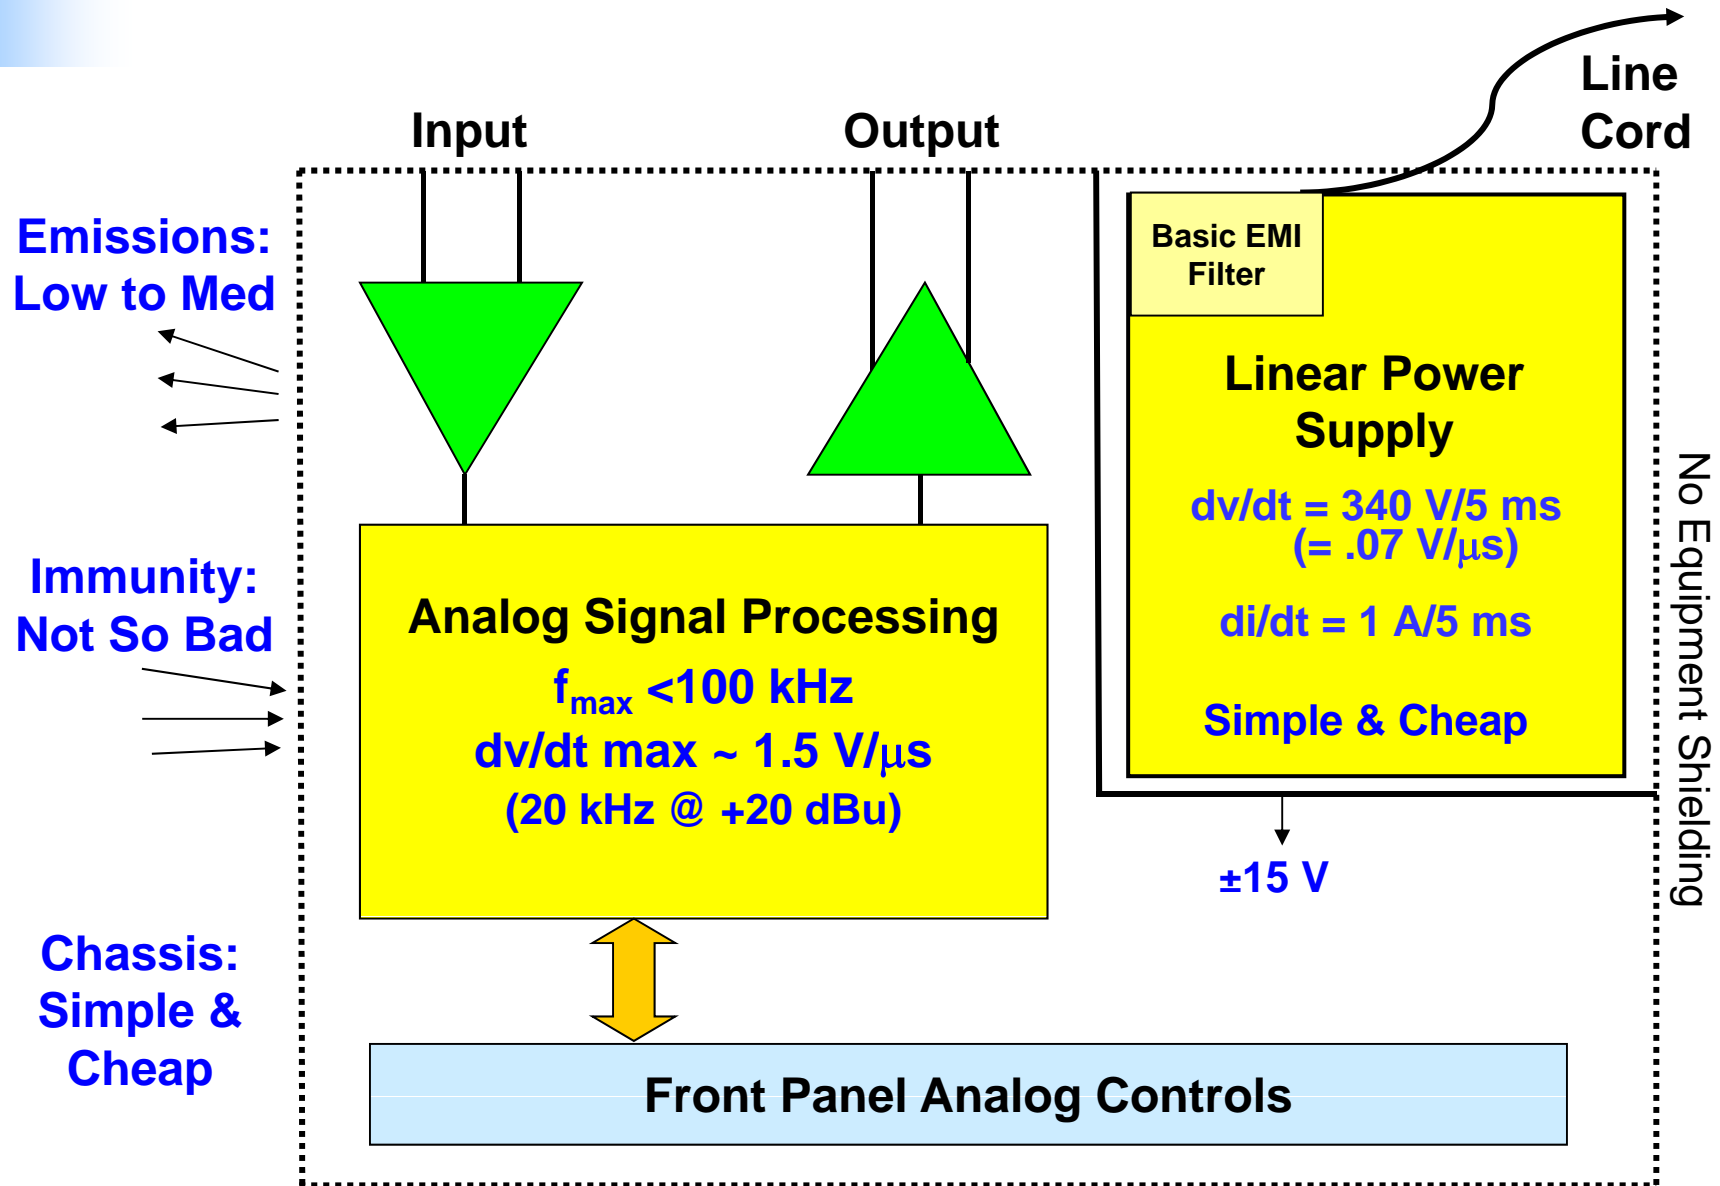 Line
Cord
Input
Output
Emissions:
Low to Med
Basic EMI
Filter
Linear Power
Supply
dv/dt = 340 V/5 ms
(= .07 V/μs)
di/dt = 1 A/5 ms
Simple & Cheap
No Equipment Shielding
Immunity:
Not So Bad
Analog Signal Processing
fmax <100 kHz
dv/dt max ~ 1.5 V/μs
(20 kHz @ +20 dBu)
±15 V
Chassis:
Simple &
Cheap
Front Panel Analog Controls